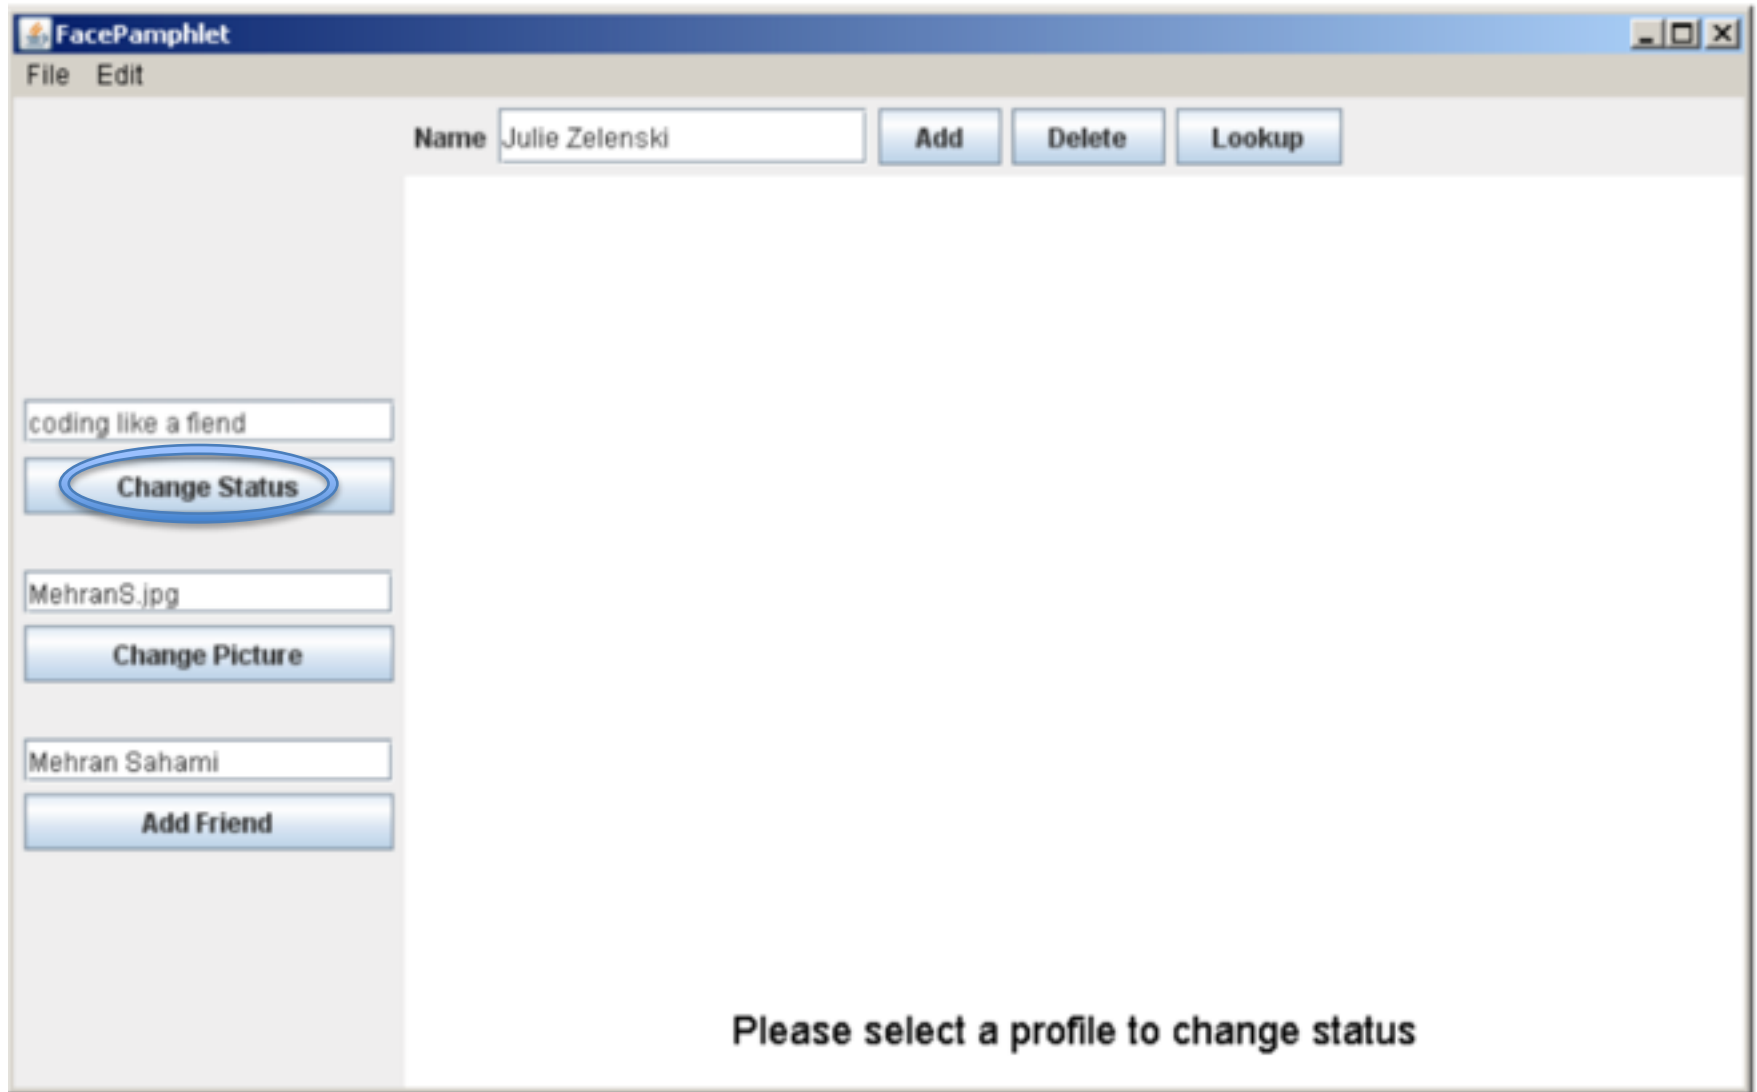 FacePamphlet
File Edit
Name Julie Zelenski Add Delete Lookup
coding like a fiend
Change Status
MehranS.jpg
Change Picture
Mehran Sahami
Add Friend
Please select a profile to change status